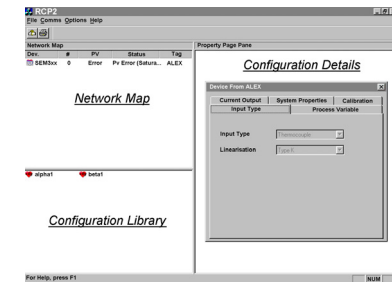 RCP2
File Comms Options Help
Network Map
Property Page Pane
Dev. # PV Status Tag
SEM3xx 0 Error Pv Error (Satura... ALEX
Configuration Details
Network Map
Device From ALEX
Current Output System Properties Calibration
Input Type Process Variable
Input Type Thermocouple
Linearisation Type K
alpha1 beta1
Configuration Library
For Help, press F1
NUM